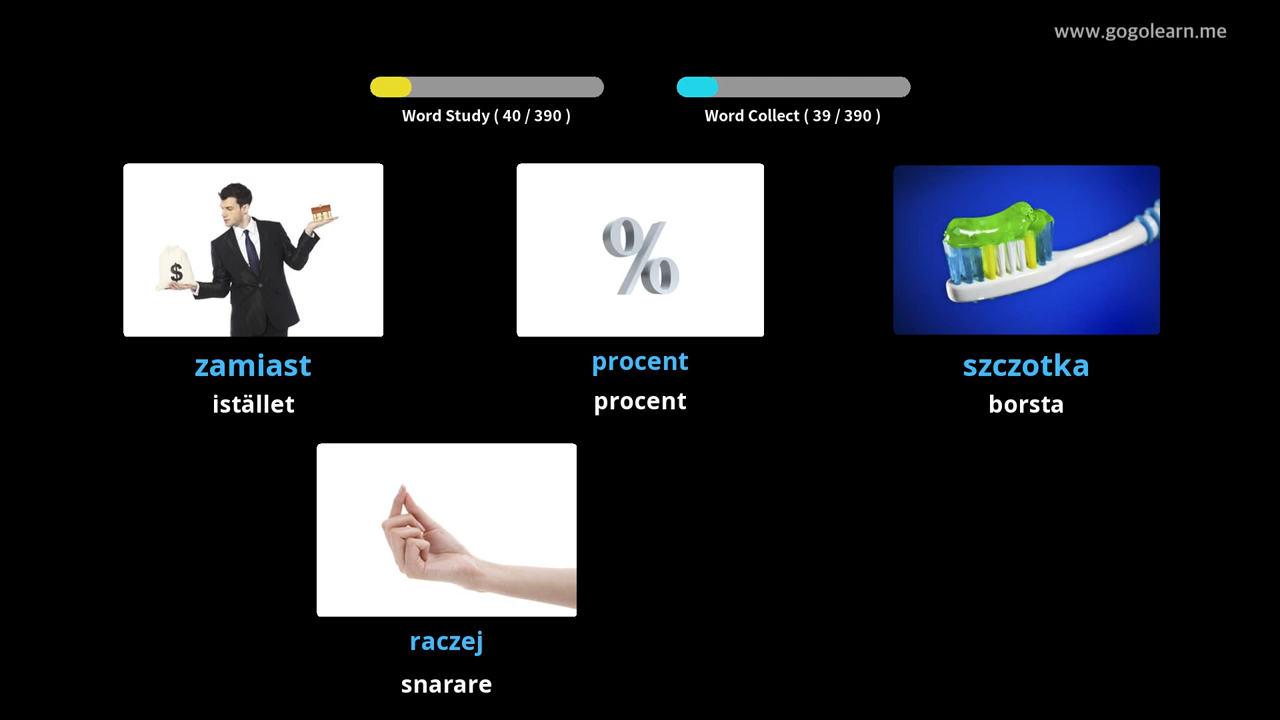 www.gogolearn.me
Word Study ( 40 / 390 )
Word Collect ( 39 / 390 )
$
%
zamiast
istället
procent
procent
szczotka
borsta
raczej
snarare